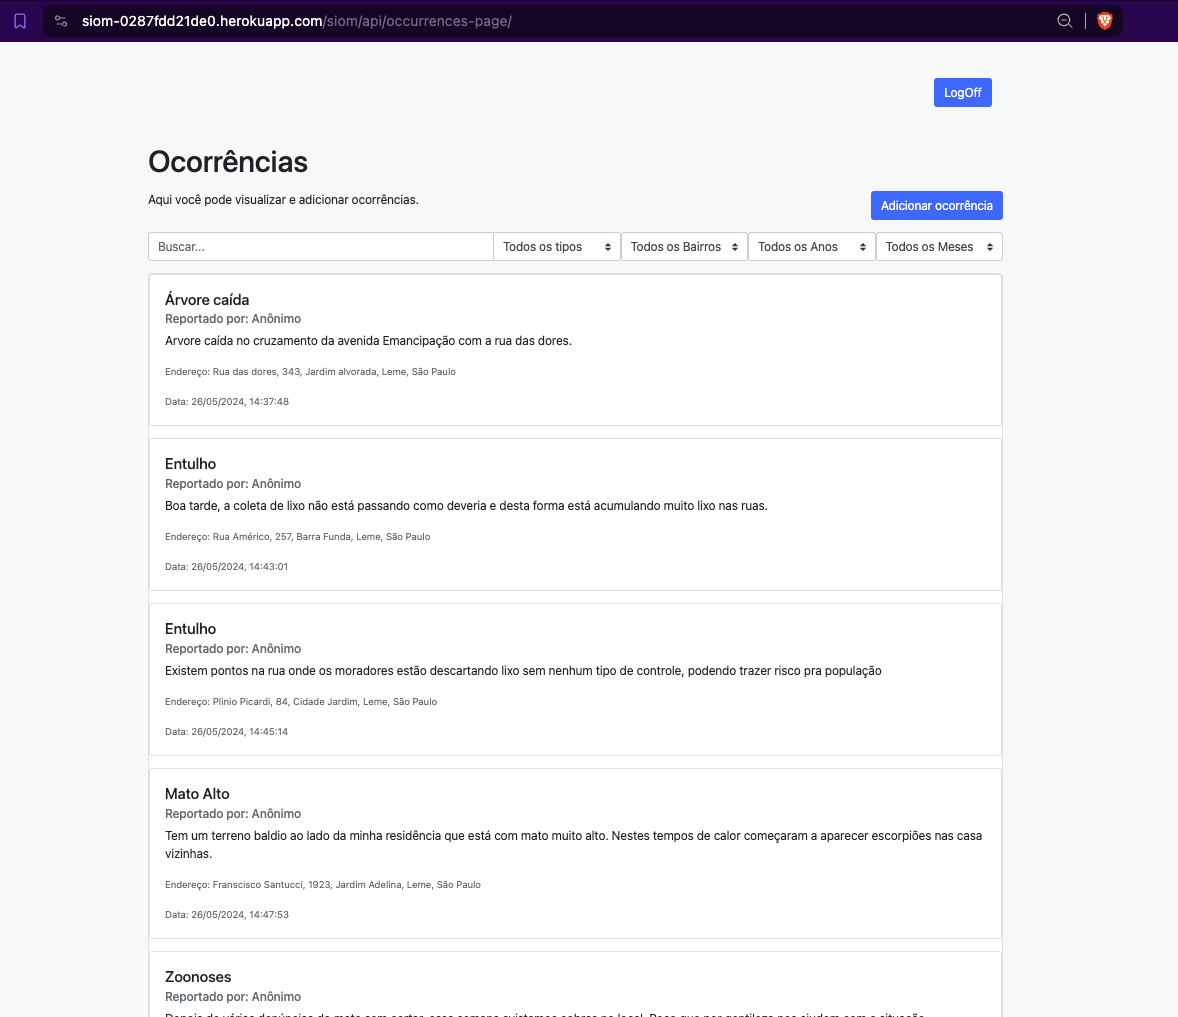 siom-0287fdd21de0.herokuapp.com/siom/api/occurrences-page/
LogOff
Ocorrências
Aqui você pode visualizar e adicionar ocorrências.
Adicionar ocorrência
Buscar...
Todos os tipos
Todos os Bairros
Todos os Anos
Todos os Meses
Árvore caída
Reportado por: Anônimo
Arvore caída no cruzamento da avenida Emancipação com a rua das dores.
Endereço: Rua das dores, 343, Jardim alvorada, Leme, São Paulo
Data: 26/05/2024, 14:37:48
Entulho
Reportado por: Anônimo
Boa tarde, a coleta de lixo não está passando como deveria e desta forma está acumulando muito lixo nas ruas.
Endereço: Rua Américo, 257, Barra Funda, Leme, São Paulo
Data: 26/05/2024, 14:43:01
Entulho
Reportado por: Anônimo
Existem pontos na rua onde os moradores estão descartando lixo sem nenhum tipo de controle, podendo trazer risco pra população
Endereço: Plinio Picardi, 84, Cidade Jardim, Leme, São Paulo
Data: 26/05/2024, 14:45:14
Mato Alto
Reportado por: Anônimo
Tem um terreno baldio ao lado da minha residência que está com mato muito alto. Nestes tempos de calor começaram a aparecer escorpiões nas casa
vizinhas.
Endereço: Franscisco Santucci, 1923, Jardim Adelina, Leme, São Paulo
Data: 26/05/2024, 14:47:53
Zoonoses
Reportado por: Anônimo